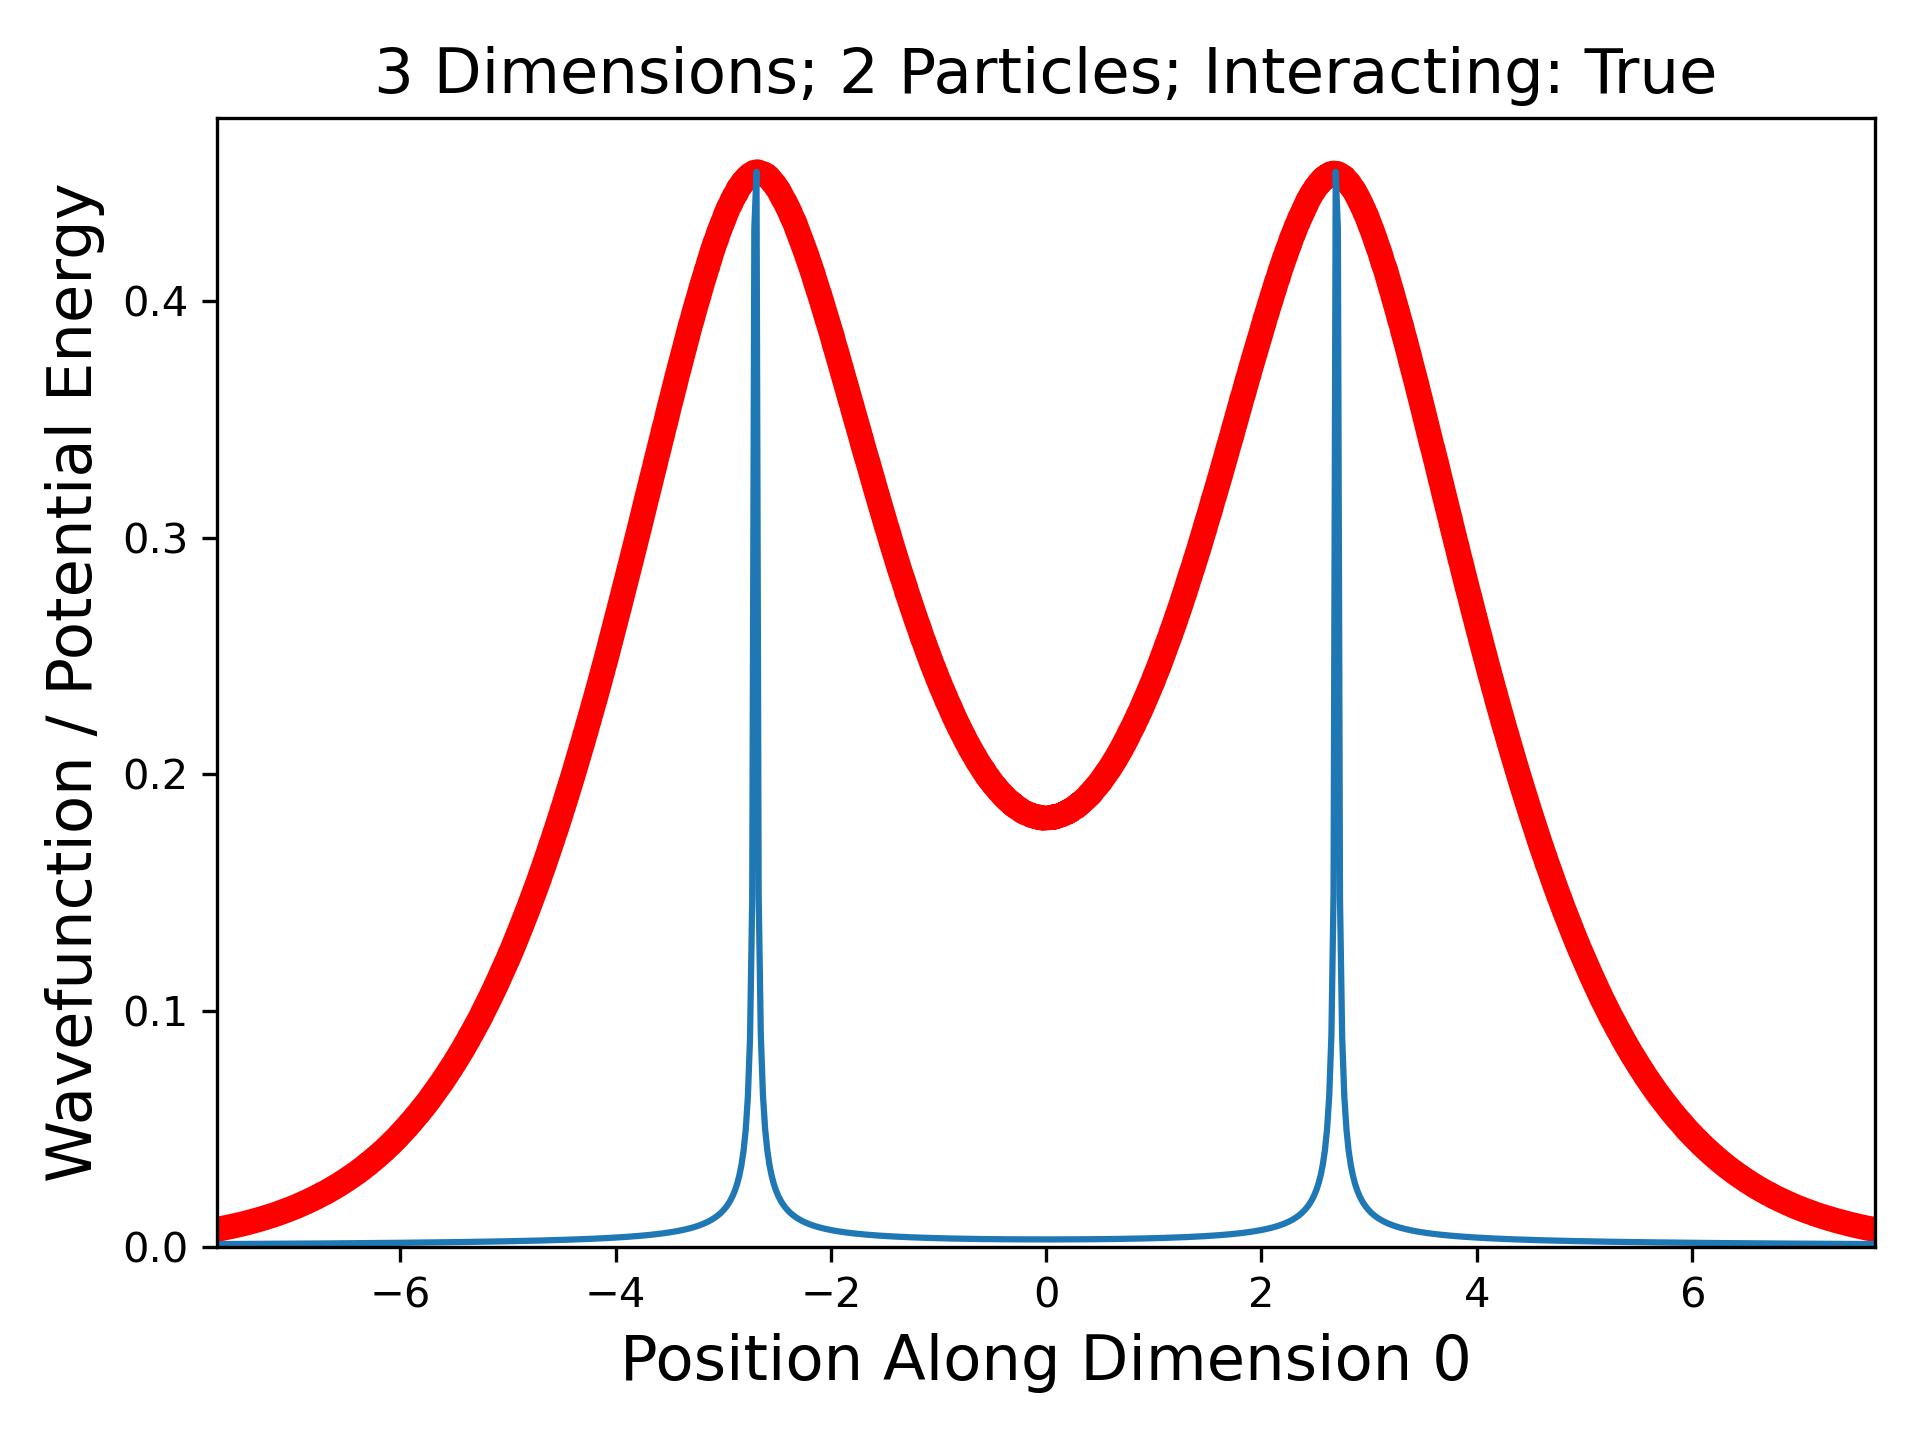 3 Dimensions; 2 Particles; Interacting: True
Wavefunction / Potential Energy
0.4
0.3
0.2
0.1
0.0
−6 −4 −2 0 2 4 6
Position Along Dimension 0